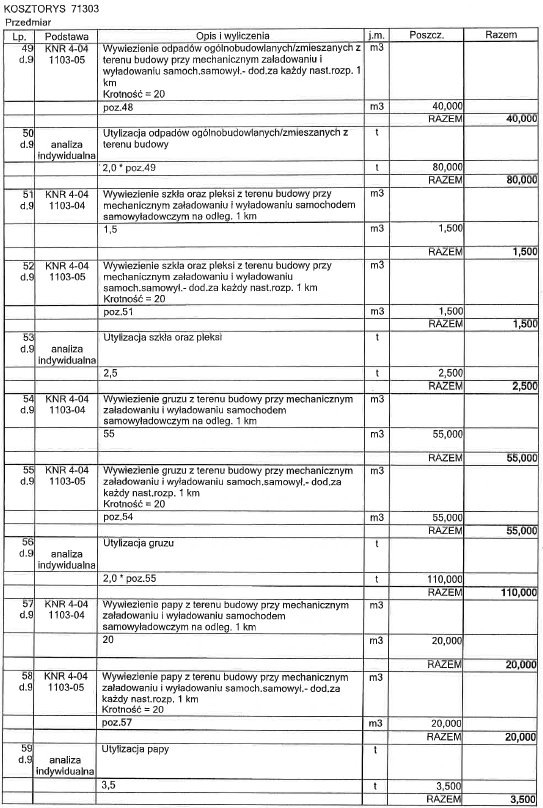 KOSZTORYS 71303
Przedmiar
Lp. Podstawa Opis i wyliczenia j.m. Poszcz. Razem
49 KNR 4-04 Wywiezienie odpadów ogólnobudowlanych/zmieszanych z m3
d.9 1103-05 terenu budowy przy mechanicznym załadowaniu i
wyładowaniu samoch.samowył.- dod.za każdy nast.rozp. 1
km
Krotność = 20
poz.48 m3 40,000
RAZEM 40,000
50 Utylizacja odpadów ogólnobudowlanych/zmieszanych z t
d.9 analiza terenu budowy
indywidualna
2,0 * poz.49 t 80,000
RAZEM 80,000
51 KNR 4-04 Wywiezienie szkła oraz pleksi z terenu budowy przy m3
d.9 1103-04 mechanicznym załadowaniu i wyładowaniu samochodem
samowyładowczym na odleg. 1 km
1,5 m3 1,500
RAZEM 1,500
52 KNR 4-04 Wywiezienie szkła oraz pleksi z terenu budowy przy m3
d.9 1103-05 mechanicznym załadowaniu i wyładowaniu
samoch.samowył.- dod.za każdy nast.rozp. 1 km
Krotność = 20
poz.51 m3 1,500
RAZEM 1,500
53 Utylizacja szkła oraz pleksi t
d.9 analiza
indywidualna
2,5 t 2,500
RAZEM 2,500
54 KNR 4-04 Wywiezienie gruzu z terenu budowy przy mechanicznym m3
d.9 1103-04 załadowaniu i wyładowaniu samochodem
samowyładowczym na odleg. 1 km
55 m3 55,000
RAZEM 55,000
55 KNR 4-04 Wywiezienie gruzu z terenu budowy przy mechanicznym m3
d.9 1103-05 załadowaniu i wyładowaniu samoch.samowył.- dod.za
każdy nast.rozp. 1 km
Krotność = 20
poz.54 m3 55,000
RAZEM 55,000
56 Utylizacja gruzu t
d.9 analiza
indywidualna
2,0 * poz.55 t 110,000
RAZEM 110,000
57 KNR 4-04 Wywiezienie papy z terenu budowy przy mechanicznym m3
d.9 1103-04 załadowaniu i wyładowaniu samochodem
samowyładowczym na odleg. 1 km
20 m3 20,000
RAZEM 20,000
58 KNR 4-04 Wywiezienie papy z terenu budowy przy mechanicznym m3
d.9 1103-05 załadowaniu i wyładowaniu samoch.samowył.- dod.za
każdy nast.rozp. 1 km
Krotność = 20
poz.57 m3 20,000
RAZEM 20,000
59 Utylizacja papy t
d.9 analiza
indywidualna
3,5 t 3,500
RAZEM 3,500